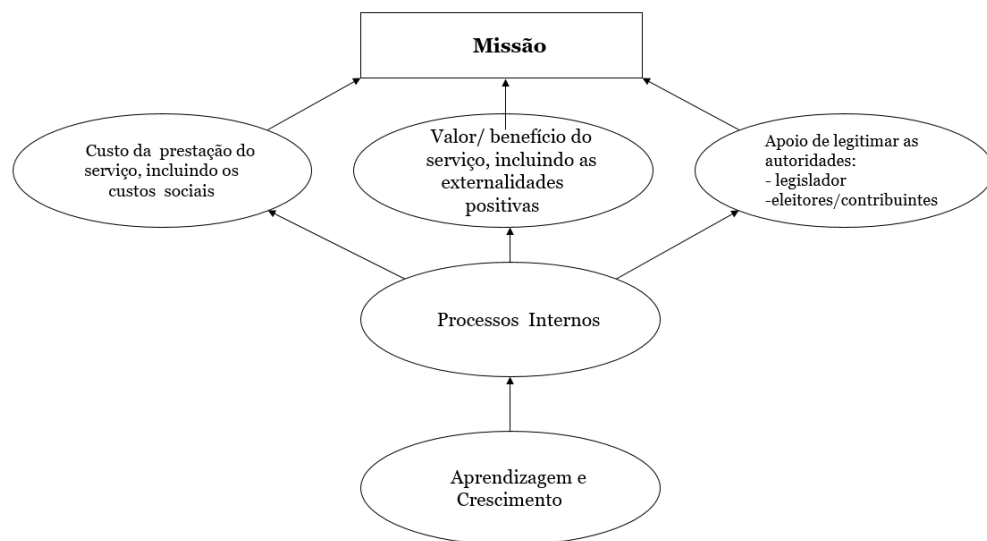 Missão
Custo da prestação do
serviço, incluindo os
custos sociais
Valor/ benefício do
serviço, incluindo as
externalidades
positivas
Apoio de legitimar as
autoridades:
- legislador
-eleitores/contribuintes
Processos Internos
Aprendizagem e
Crescimento